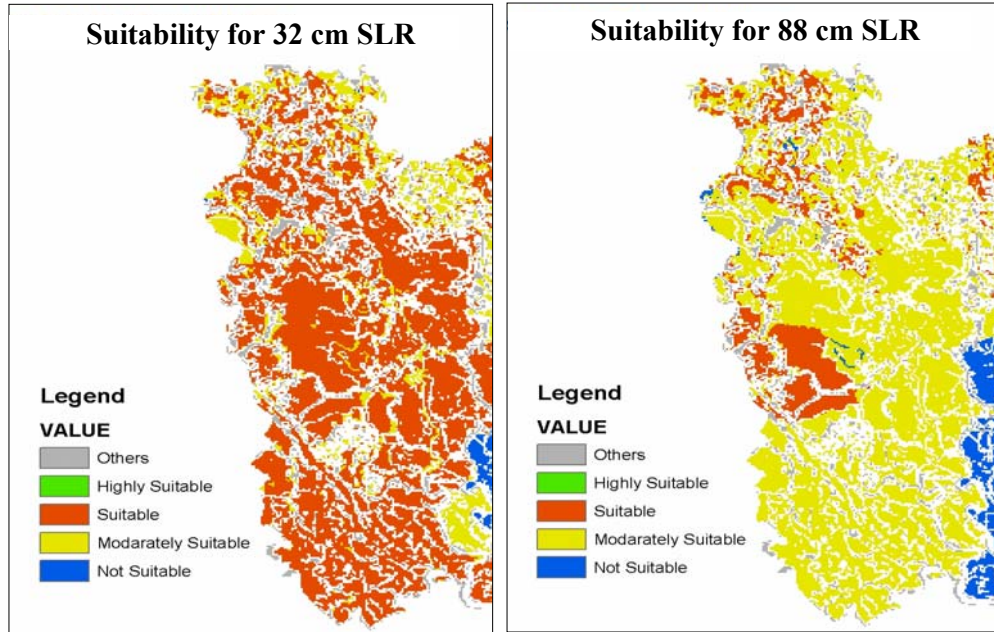 Suitability for 32 cm SLR
Legend
VALUE
Others
Highly Suitable
Suitable
Modarately Suitable
Not Suitable
Suitability for 88 cm SLR
Legend
VALUE
Others
Highly Suitable
Suitable
Modarately Suitable
Not Suitable